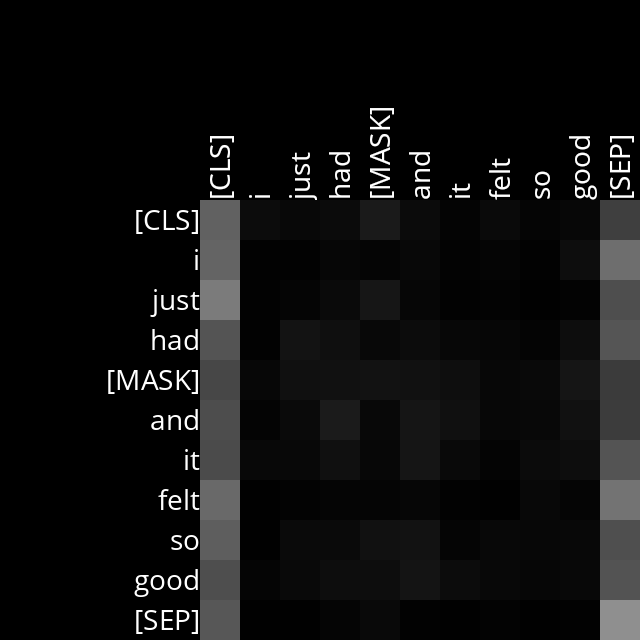 [CLS] i just had [MASK] and it felt so good [SEP]
[CLS]
i
just
had
[MASK]
and
it
felt
so
good
[SEP]